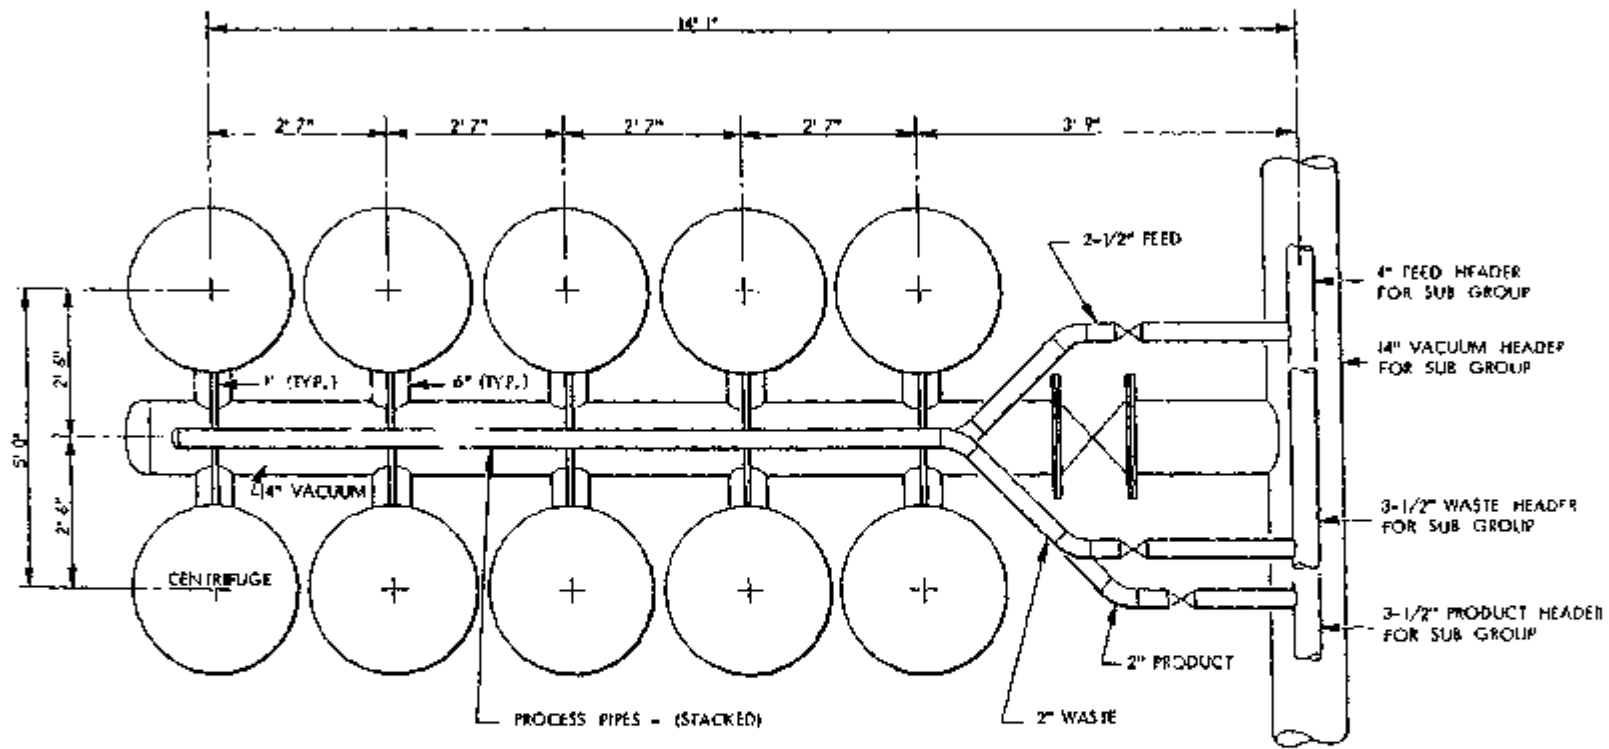 14' 1"
2' 7"
2' 7"
2' 7"
2' 7"
3' 9"
2-1/2" FEED
4" FEED HEADER
FOR SUB GROUP
14" VACUUM HEADER
FOR SUB GROUP
1" (TYP.)
6" (TYP.)
2' 6"
5' 0"
2' 6"
14" VACUUM
CENTRIFUGE
3-1/2" WASTE HEADER
FOR SUB GROUP
3-1/2" PRODUCT HEADER
FOR SUB GROUP
2" PRODUCT
2" WASTE
PROCESS PIPES - (STACKED)